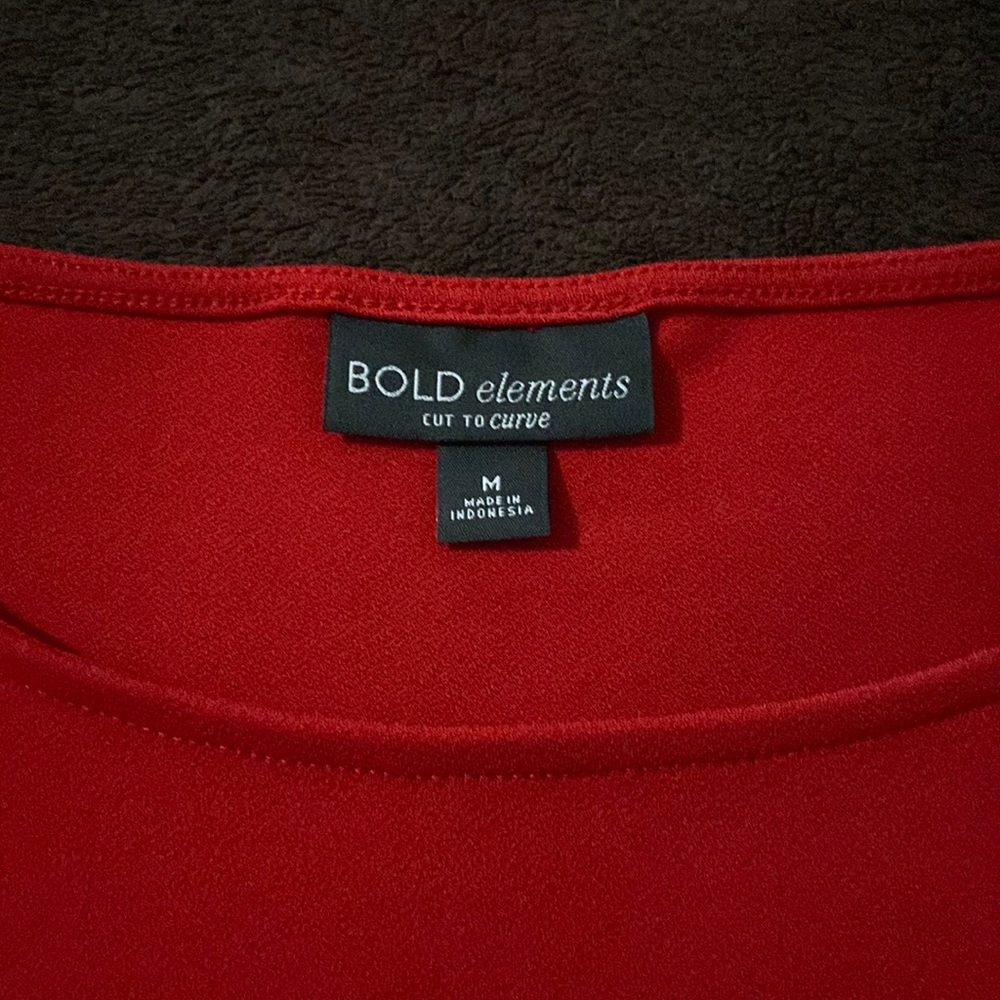 BOLD elements
CUT TO curve
M
MADE IN
INDONESIA